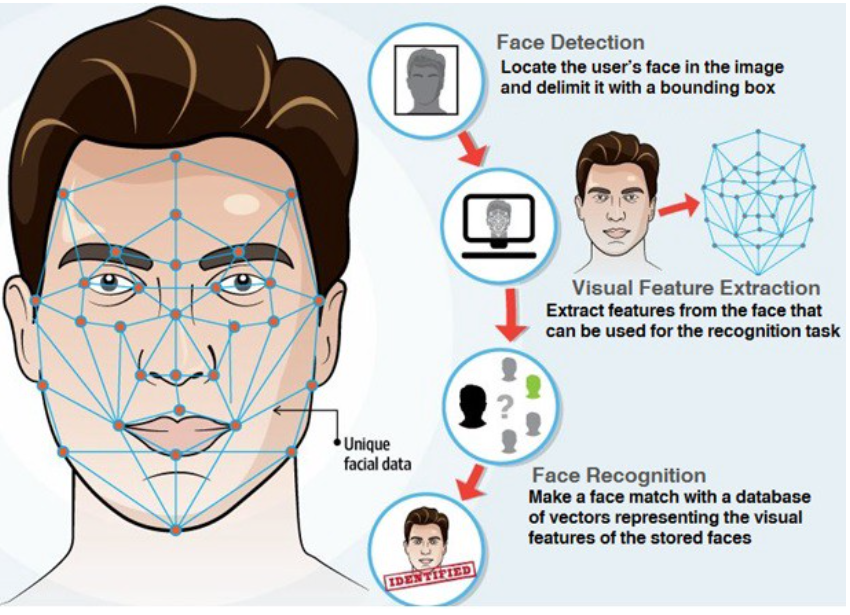 Face Detection
Locate the user's face in the image
and delimit it with a bounding box
Visual Feature Extraction
Extract features from the face that
can be used for the recognition task
?
Unique
facial data
Face Recognition
Make a face match with a database
of vectors representing the visual
features of the stored faces
IDENTIFIED